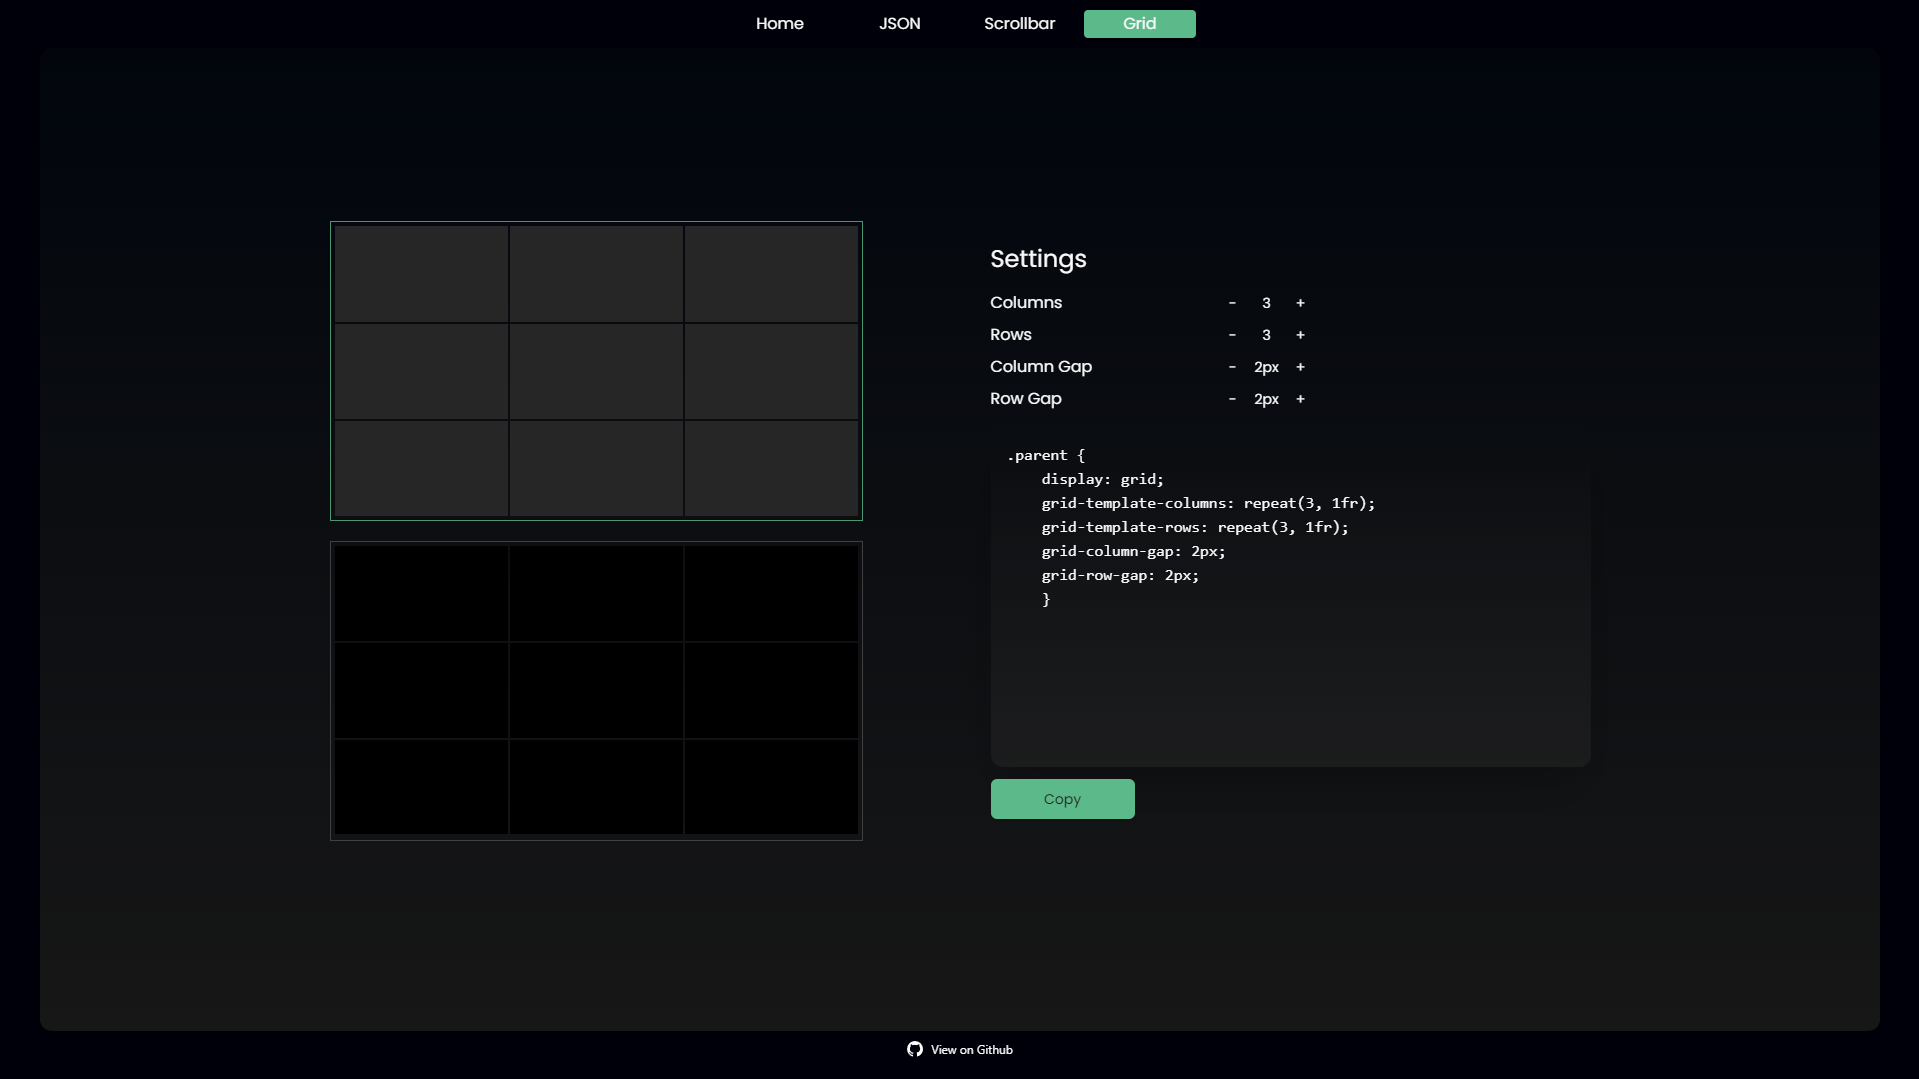 Home JSON Scrollbar Grid
Settings
Columns - 3 +
Rows - 3 +
Column Gap - 2px +
Row Gap - 2px +
.parent {
    display: grid;
    grid-template-columns: repeat(3, 1fr);
    grid-template-rows: repeat(3, 1fr);
    grid-column-gap: 2px;
    grid-row-gap: 2px;
    }
Copy
View on Github